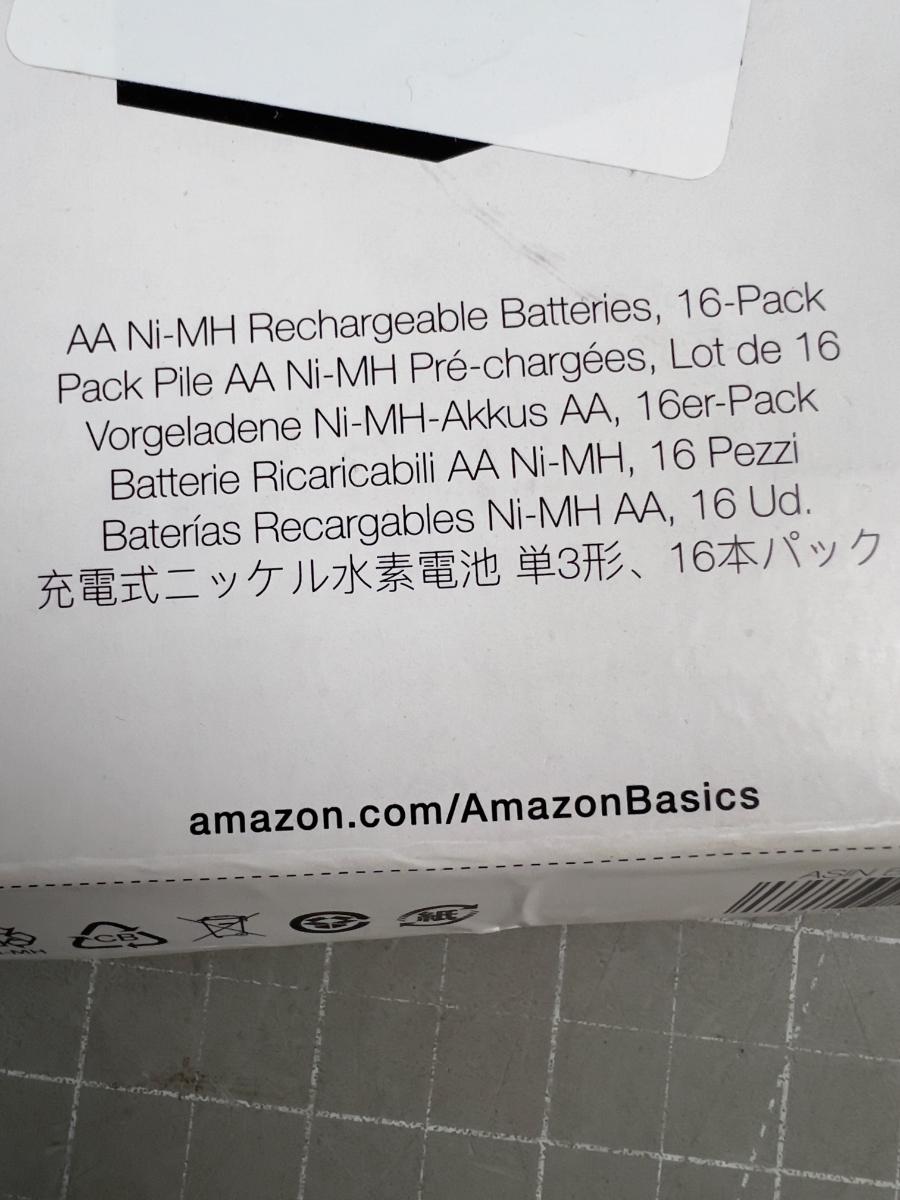 AA Ni-MH Rechargeable Batteries, 16-Pack
Pack Pile AA Ni-MH Pré-chargées, Lot de 16
Vorgeladene Ni-MH-Akkus AA, 16er-Pack
Batterie Ricaricabili AA Ni-MH, 16 Pezzi
Baterías Recargables Ni-MH AA, 16 Ud.
充電式ニッケル水素電池 単3形、16本パック
amazon.com/AmazonBasics
ASIN
CB
紙